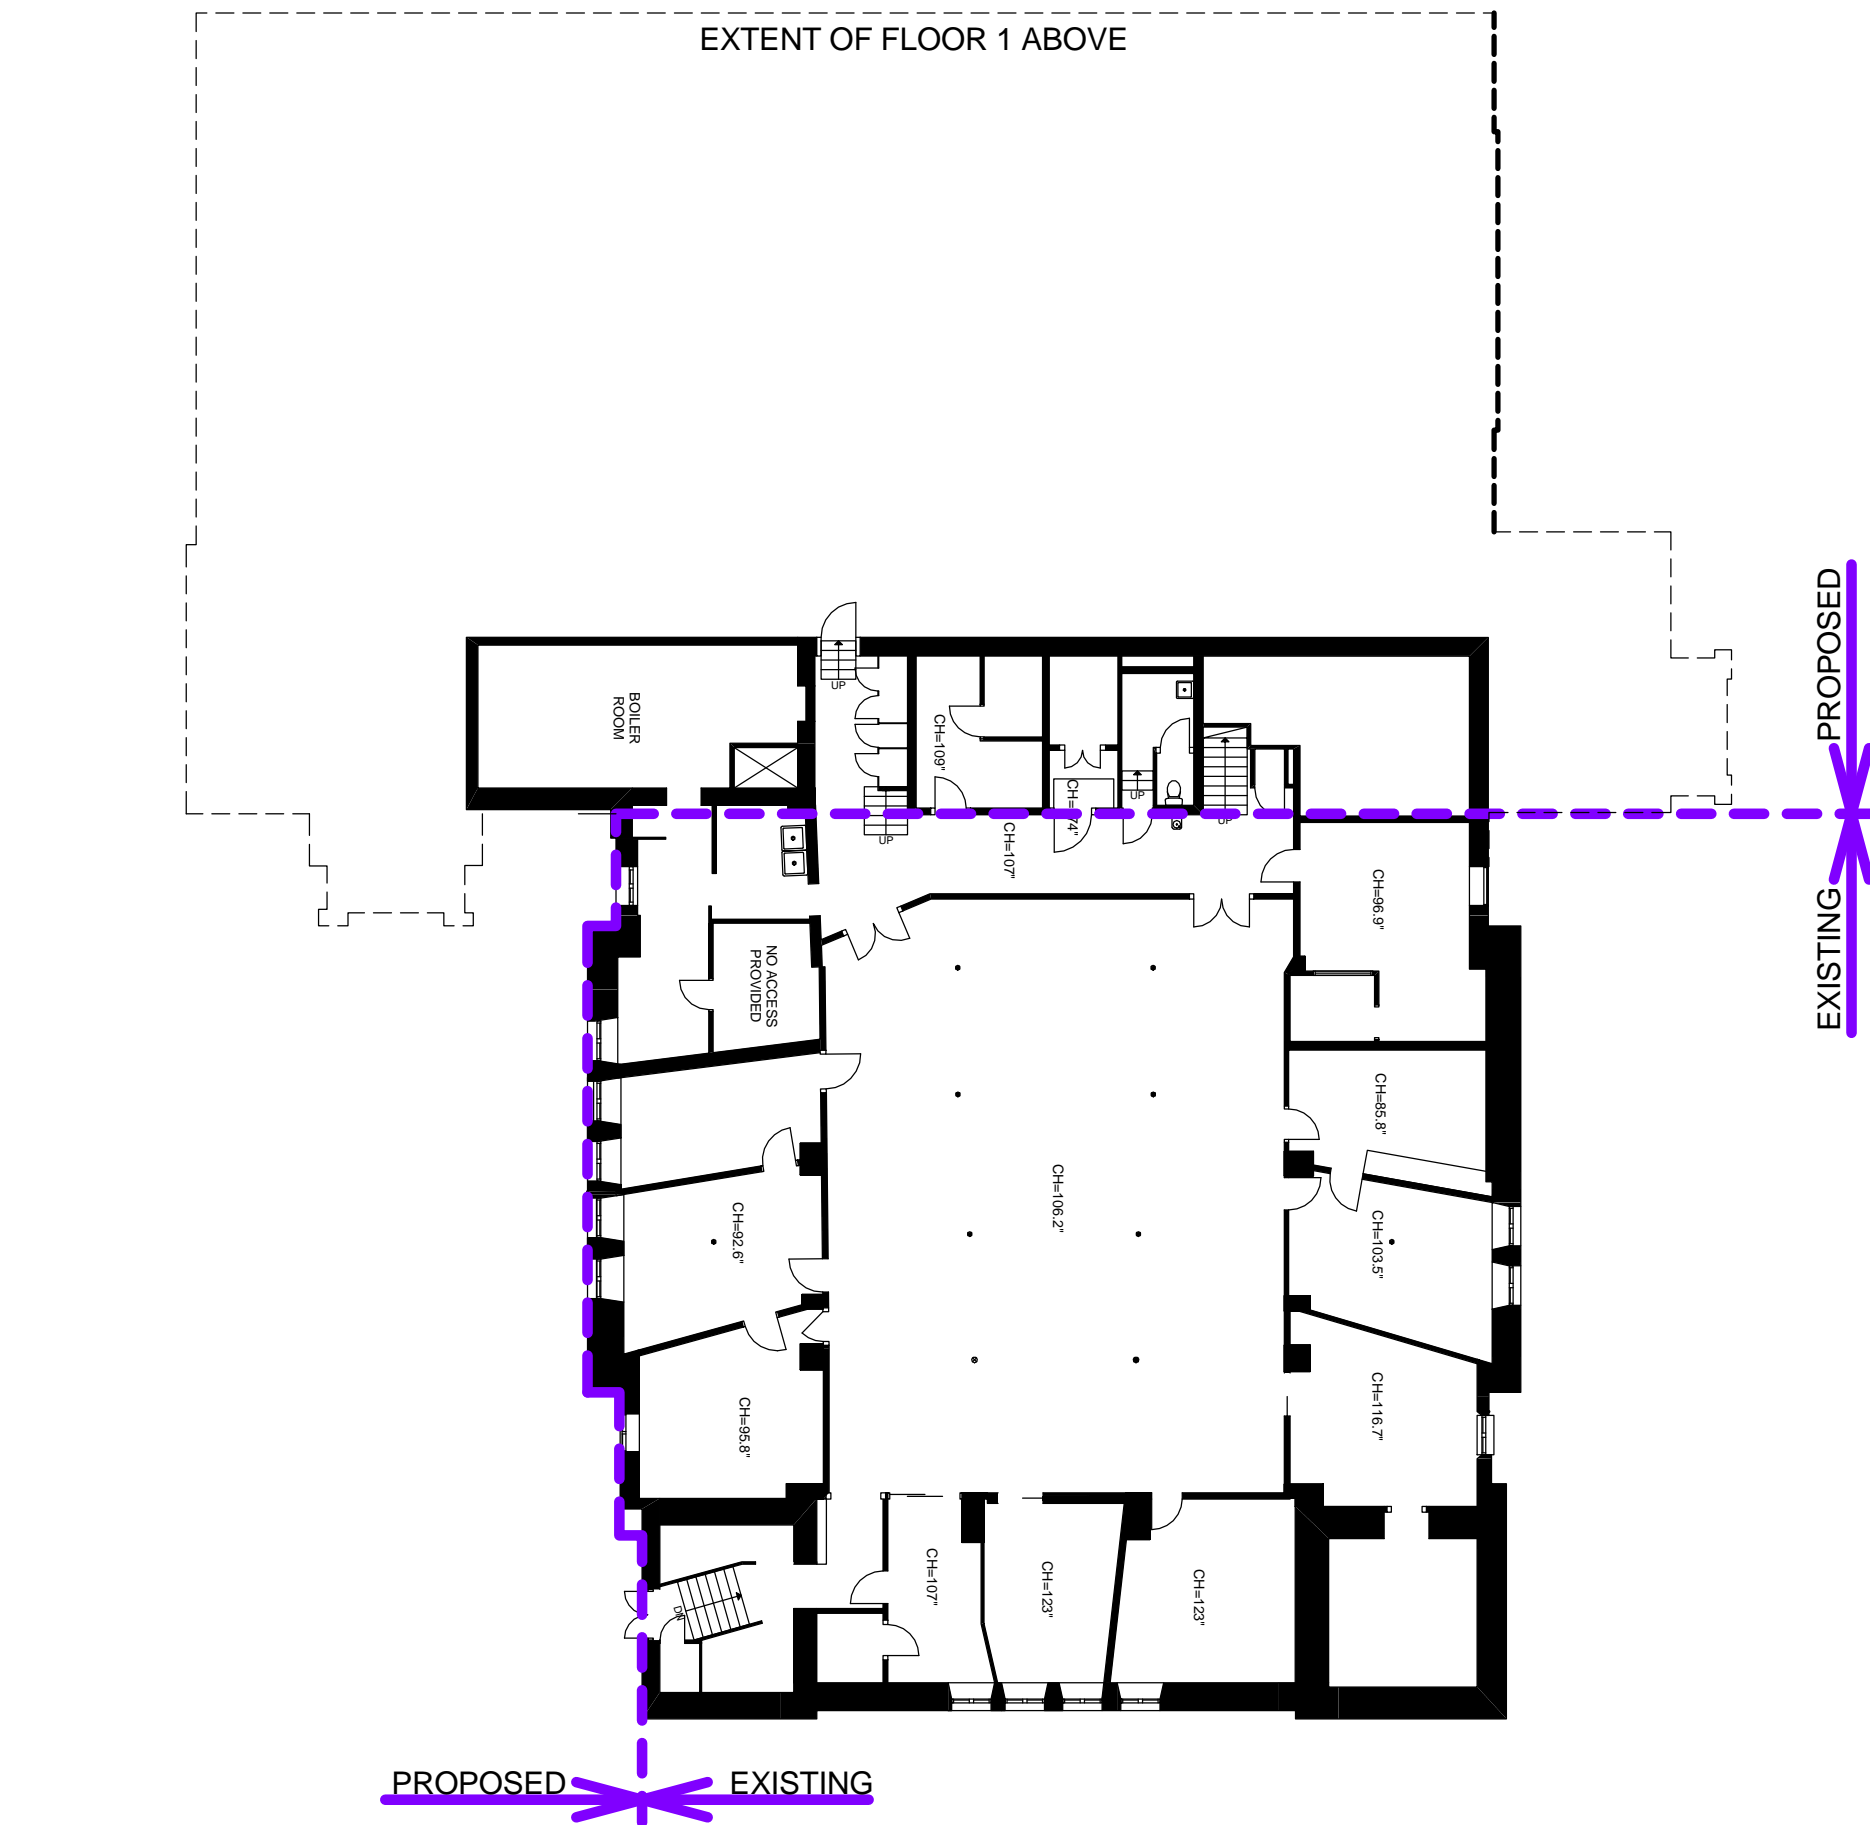 EXTENT OF FLOOR 1 ABOVE
PROPOSED
EXISTING
UP
BOILER
ROOM
CH=109"
CH=74"
UP
UP
UP
CH=107"
CH=96.9"
NO ACCESS
PROVIDED
CH=85.8"
CH=106.2"
CH=92.6"
CH=103.5"
CH=95.8"
CH=116.7"
CH=107"
CH=123"
CH=123"
DN
PROPOSED
EXISTING